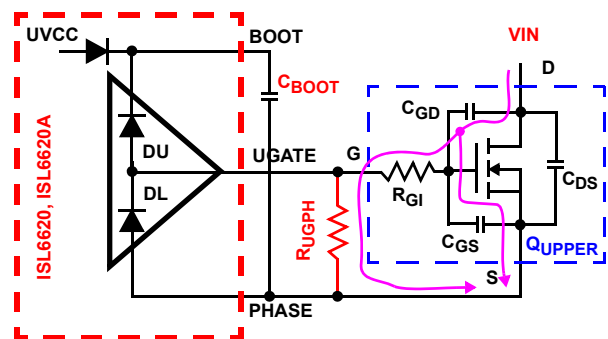 UVCC
BOOT
VIN
D
CBOOT
CGD
DU
UGATE
G
DL
RGI
CDS
ISL6620, ISL6620A
RUGPH
CGS
QUPPER
S
PHASE